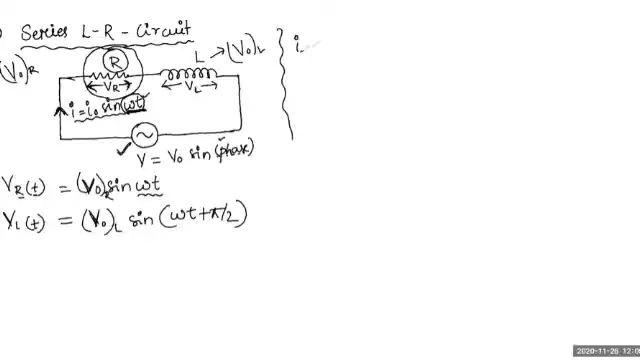 Series L-R-Circuit
(V₀)R
R
L → (V₀)L
VR
VL
i = i₀ sin ωt
~
V = V₀ sin (phase)
VR(t) = (V₀)R sin ωt
VL(t) = (V₀)L sin (ωt + π/2)
i
2020-11-26 12:0